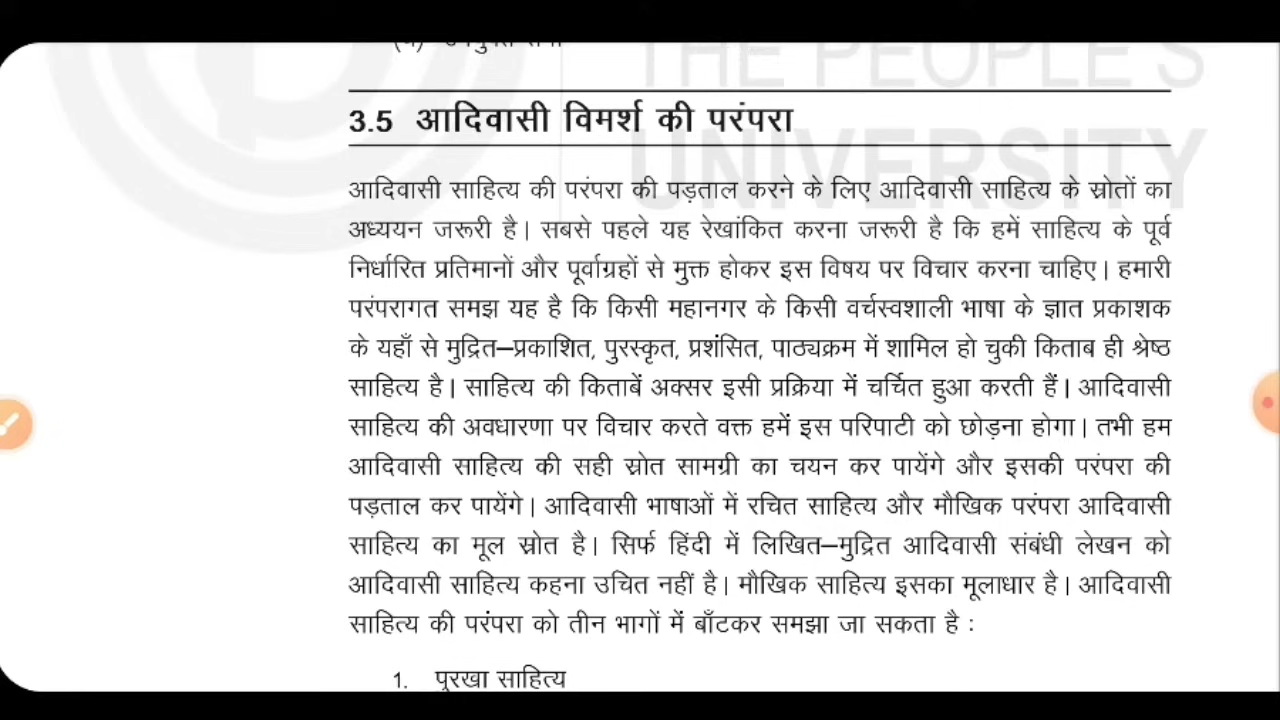 THE PEOPLE'S
UNIVERSITY
3.5 आदिवासी विमर्श की परंपरा
आदिवासी साहित्य की परंपरा की पड़ताल करने के लिए आदिवासी साहित्य के स्रोतों का
अध्ययन जरूरी है। सबसे पहले यह रेखांकित करना जरूरी है कि हमें साहित्य के पूर्व
निर्धारित प्रतिमानों और पूर्वाग्रहों से मुक्त होकर इस विषय पर विचार करना चाहिए। हमारी
परंपरागत समझ यह है कि किसी महानगर के किसी वर्चस्वशाली भाषा के ज्ञात प्रकाशक
के यहाँ से मुद्रित–प्रकाशित, पुरस्कृत, प्रशंसित, पाठ्यक्रम में शामिल हो चुकी किताब ही श्रेष्ठ
साहित्य है। साहित्य की किताबें अक्सर इसी प्रक्रिया में चर्चित हुआ करती हैं। आदिवासी
साहित्य की अवधारणा पर विचार करते वक्त हमें इस परिपाटी को छोड़ना होगा। तभी हम
आदिवासी साहित्य की सही स्रोत सामग्री का चयन कर पायेंगे और इसकी परंपरा की
पड़ताल कर पायेंगे। आदिवासी भाषाओं में रचित साहित्य और मौखिक परंपरा आदिवासी
साहित्य का मूल स्रोत है। सिर्फ हिंदी में लिखित–मुद्रित आदिवासी संबंधी लेखन को
आदिवासी साहित्य कहना उचित नहीं है। मौखिक साहित्य इसका मूलाधार है। आदिवासी
साहित्य की परंपरा को तीन भागों में बाँटकर समझा जा सकता है :
1. पुरखा साहित्य